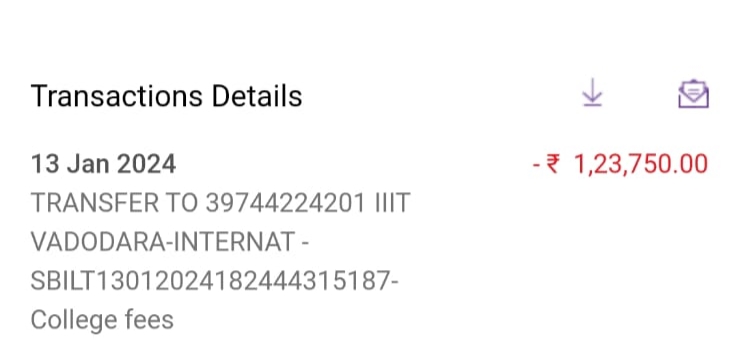 Transactions Details
13 Jan 2024
- ₹ 1,23,750.00
TRANSFER TO 39744224201 IIIT
VADODARA-INTERNAT -
SBILT13012024182444315187-
College fees